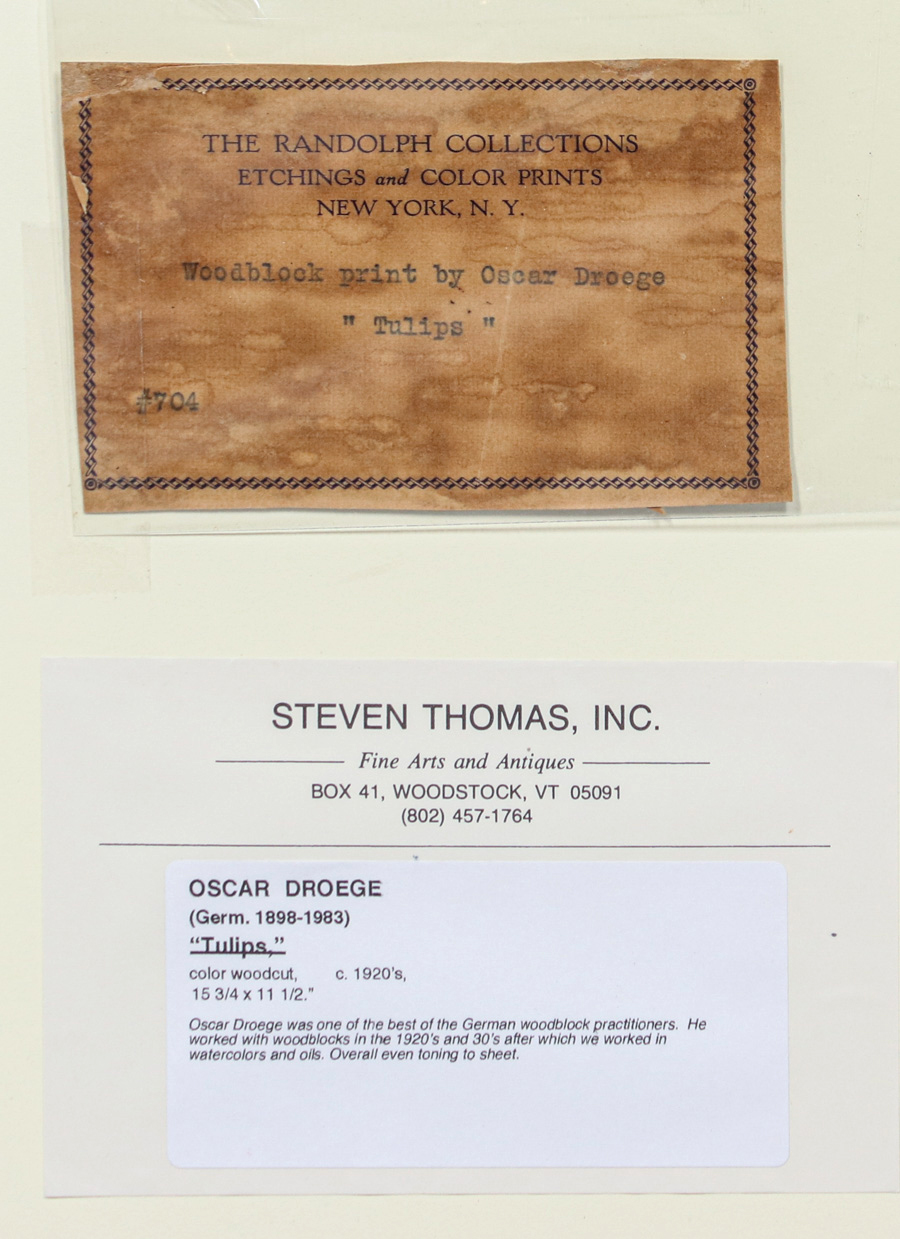 THE RANDOLPH COLLECTIONS
ETCHINGS and COLOR PRINTS
NEW YORK, N. Y.
Woodblock print by Oscar Droege
" Tulips "
#704
STEVEN THOMAS, INC.
Fine Arts and Antiques
BOX 41, WOODSTOCK, VT 05091
(802) 457-1764
OSCAR DROEGE
(Germ. 1898-1983)
“Tulips,”
color woodcut, c. 1920’s,
15 3/4 x 11 1/2.”
Oscar Droege was one of the best of the German woodblock practitioners. He
worked with woodblocks in the 1920’s and 30’s after which we worked in
watercolors and oils. Overall even toning to sheet.